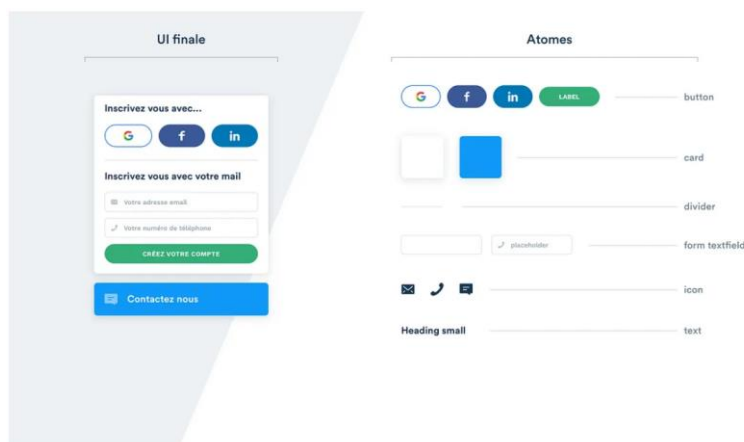 UI finale
Inscrivez vous avec...
G f in
Inscrivez vous avec votre mail
Votre adresse email
Votre numéro de téléphone
CRÉEZ VOTRE COMPTE
Contactez nous
Atomes
G f in LABEL button
card
divider
placeholder form textfield
icon
Heading small text